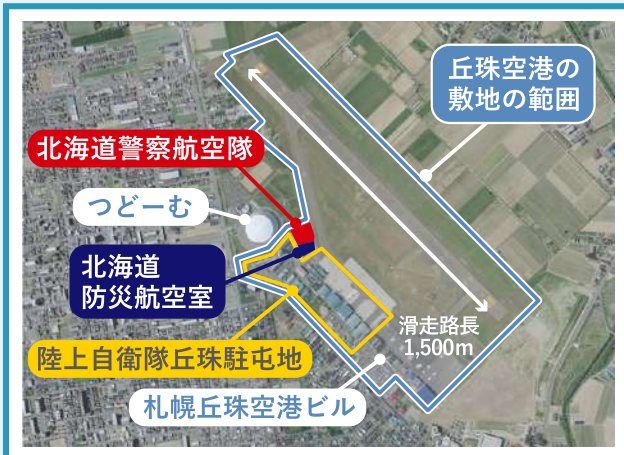 丘珠空港の
敷地の範囲
北海道警察航空隊
つどーむ
北海道
防災航空室
滑走路長
1,500m
陸上自衛隊丘珠駐屯地
札幌丘珠空港ビル